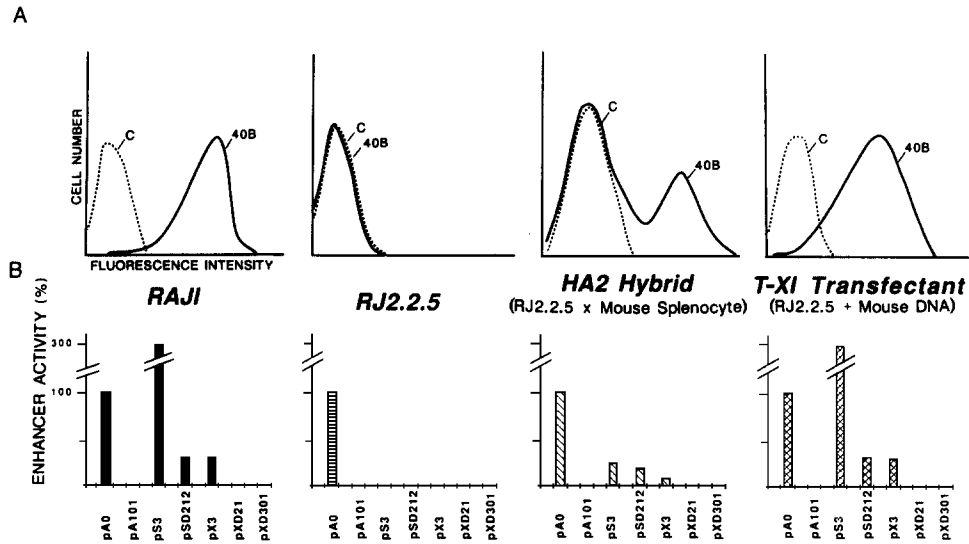 A
CELL NUMBER
C
40B
C
40B
C
40B
C
40B
FLUORESCENCE INTENSITY
RAJI
RJ2.2.5
HA2 Hybrid
(RJ2.2.5 x Mouse Splenocyte)
T-XI Transfectant
(RJ2.2.5 + Mouse DNA)
B
ENHANCER ACTIVITY (%)
300
100
pA0
pA101
pS3
pSD212
pX3
pXD21
pXD301
pA0
pA101
pS3
pSD212
pX3
pXD21
pXD301
pA0
pA101
pS3
pSD212
pX3
pXD21
pXD301
pA0
pA101
pS3
pSD212
pX3
pXD21
pXD301